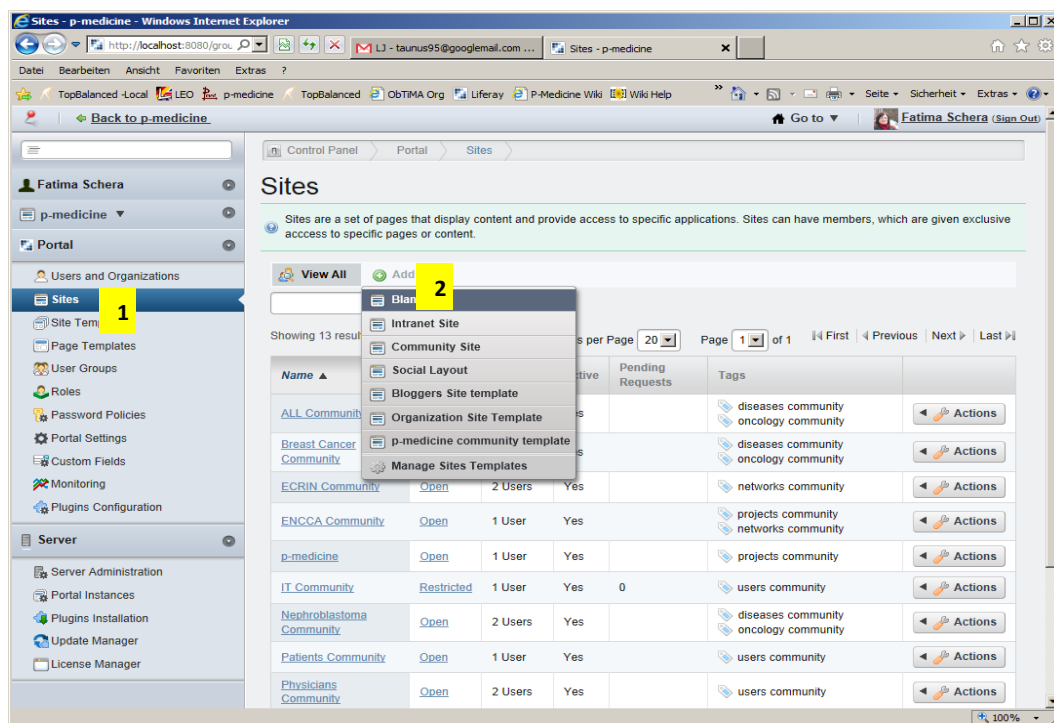 Sites - p-medicine - Windows Internet Explorer
http://localhost:8080/grou
LJ - taunus95@googlemail.com ...
Sites - p-medicine
Datei Bearbeiten Ansicht Favoriten Extras ?
TopBalanced -Local LEO p-medicine TopBalanced ObTiMA Org Liferay P-Medicine Wiki Wiki Help » Seite Sicherheit Extras
Back to p-medicine
Go to ▼ Fatima Schera (Sign Out)
Control Panel Portal Sites
Fatima Schera
p-medicine ▼
Portal
Users and Organizations
Sites
1
Site Tem
Page Templates
User Groups
Roles
Password Policies
Portal Settings
Custom Fields
Monitoring
Plugins Configuration
Server
Server Administration
Portal Instances
Plugins Installation
Update Manager
License Manager
Sites
Sites are a set of pages that display content and provide access to specific applications. Sites can have members, which are given exclusive
acccess to specific pages or content.
View All Add
2
Blan
Intranet Site
Community Site
Social Layout
Bloggers Site template
Organization Site Template
p-medicine community template
Manage Sites Templates
Showing 13 resul s per Page 20 Page 1 of 1 First Previous Next Last
Name ▲ tive Pending Requests Tags
ALL Community s diseases community
oncology community Actions
Breast Cancer
Community s diseases community
oncology community Actions
ECRIN Community Open 2 Users Yes networks community Actions
ENCCA Community Open 1 User Yes projects community
networks community Actions
p-medicine Open 1 User Yes projects community Actions
IT Community Restricted 1 User Yes 0 users community Actions
Nephroblastoma
Community Open 2 Users Yes diseases community
oncology community Actions
Patients Community Open 1 User Yes users community Actions
Physicians
Community Open 2 Users Yes users community Actions
100%